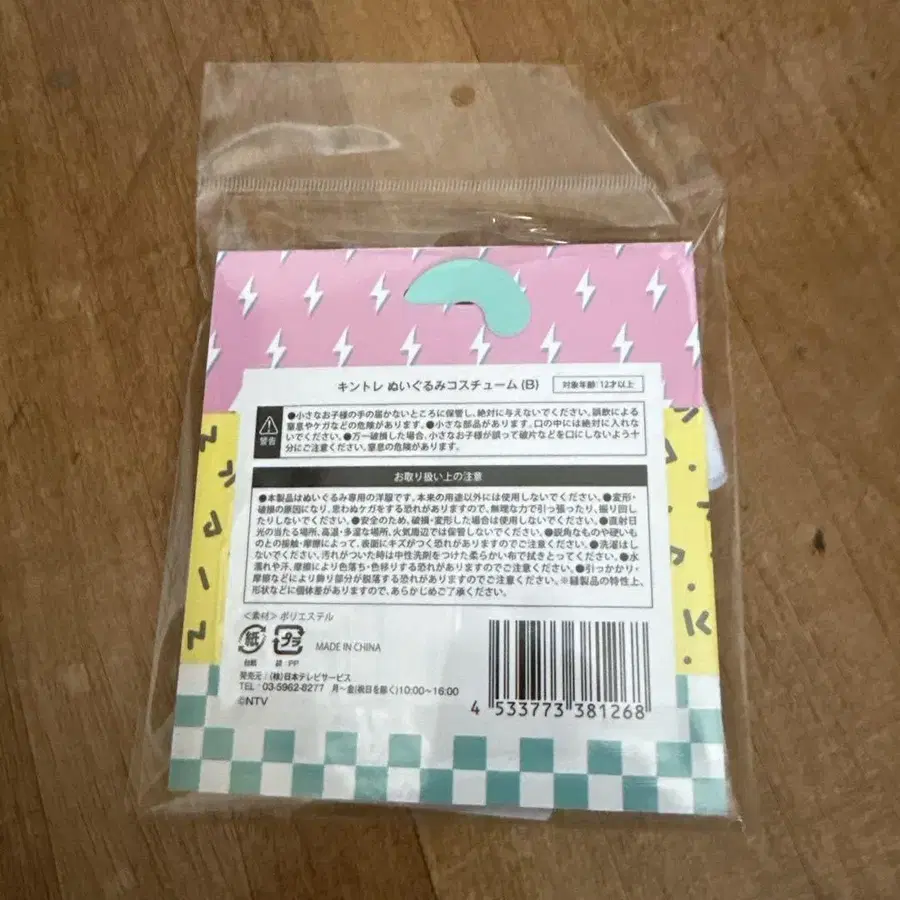 キントレ ぬいぐるみコスチューム (B)
対象年齢:12才以上
警告
●小さなお子様の手の届かないところに保管し、絶対に与えないでください。誤飲による
窒息やケガなどの危険があります。●小さな部品があります。口の中には絶対に入れな
いでください。●万一破損した場合、小さなお子様が誤って破片などを口にしないよう十
分にご注意ください。窒息の危険があります。
お取り扱い上の注意
●本製品はぬいぐるみ専用の洋服です。本来の用途以外には使用しないでください。●変形・
破損の原因になり、思わぬケガをする恐れがありますので、無理な力で引っ張ったり、振り回し
たりしないでください。●安全のため、破損・変形した場合は使用しないでください。●直射日
光の当たる場所、高温・多湿な場所、火気周辺では保管しないでください。●鋭角なものや硬いも
のとの接触・摩擦によって、表面にキズがつく恐れがありますのでご注意ください。●洗濯はし
ないでください。汚れがついた時は中性洗剤をつけた柔らかい布で拭きとってください。●水
濡れや汗、摩擦により色落ち・色移りする恐れがありますのでご注意ください。●引っかかり・
摩擦などにより飾り部分が脱落する恐れがありますのでご注意ください。※縫製品の特性上、
形状などに個体差がありますので、あらかじめご了承ください。
<素材> ポリエステル
紙 プラ MADE IN CHINA
台紙 袋:PP
発売元:(株)日本テレビサービス
TEL:03-5962-8277 月〜金(祝日を除く)10:00〜16:00
©NTV
4 533773 381268